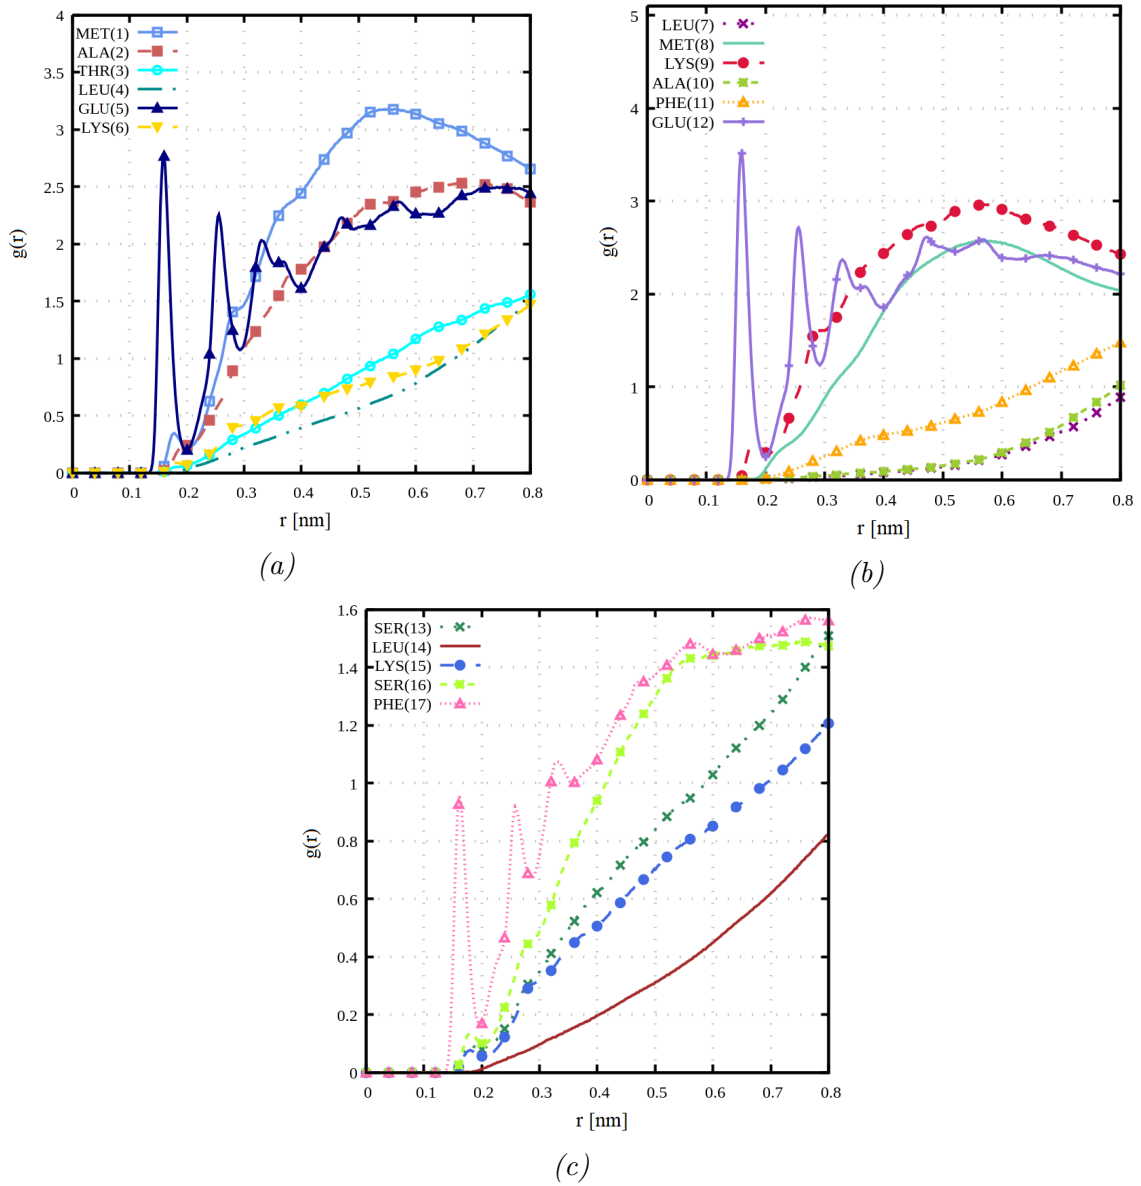 MET(1)
ALA(2)
THR(3)
LEU(4)
GLU(5)
LYS(6)
4
3.5
3
2.5
2
1.5
1
0.5
0
g(r)
0 0.1 0.2 0.3 0.4 0.5 0.6 0.7 0.8
r [nm]
(a)
LEU(7)
MET(8)
LYS(9)
ALA(10)
PHE(11)
GLU(12)
5
4
3
2
1
0
g(r)
0 0.1 0.2 0.3 0.4 0.5 0.6 0.7 0.8
r [nm]
(b)
SER(13)
LEU(14)
LYS(15)
SER(16)
PHE(17)
1.6
1.4
1.2
1
0.8
0.6
0.4
0.2
0
g(r)
0 0.1 0.2 0.3 0.4 0.5 0.6 0.7 0.8
r [nm]
(c)